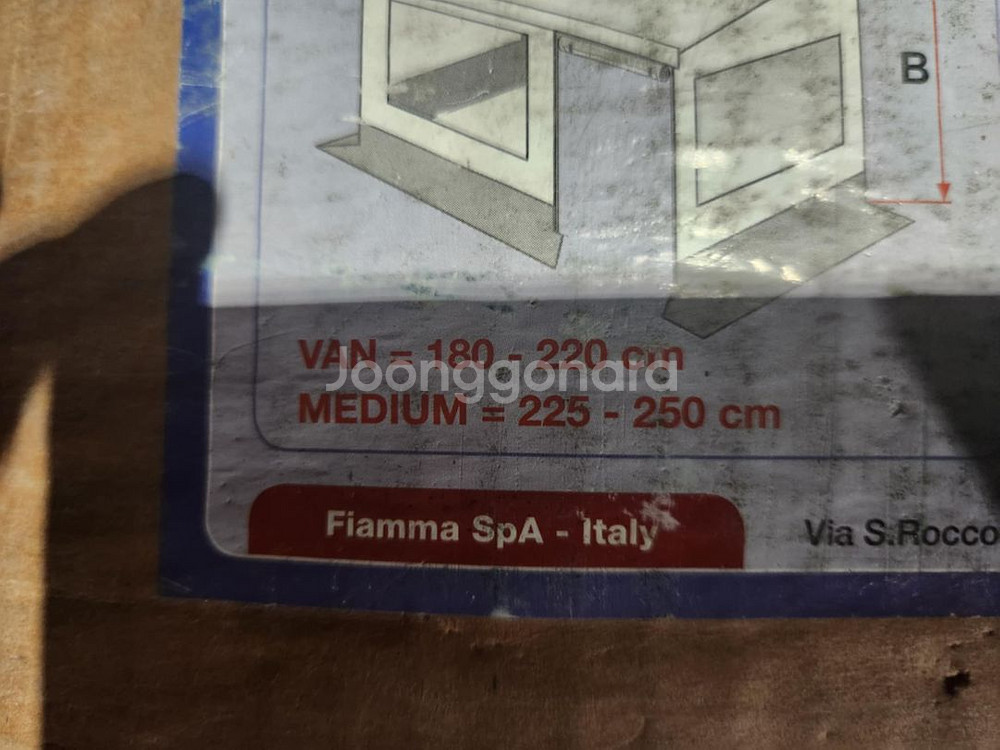 B
VAN = 180 - 220 cm
Joonggonara
MEDIUM = 225 - 250 cm
Fiamma SpA - Italy
Via S.Rocco